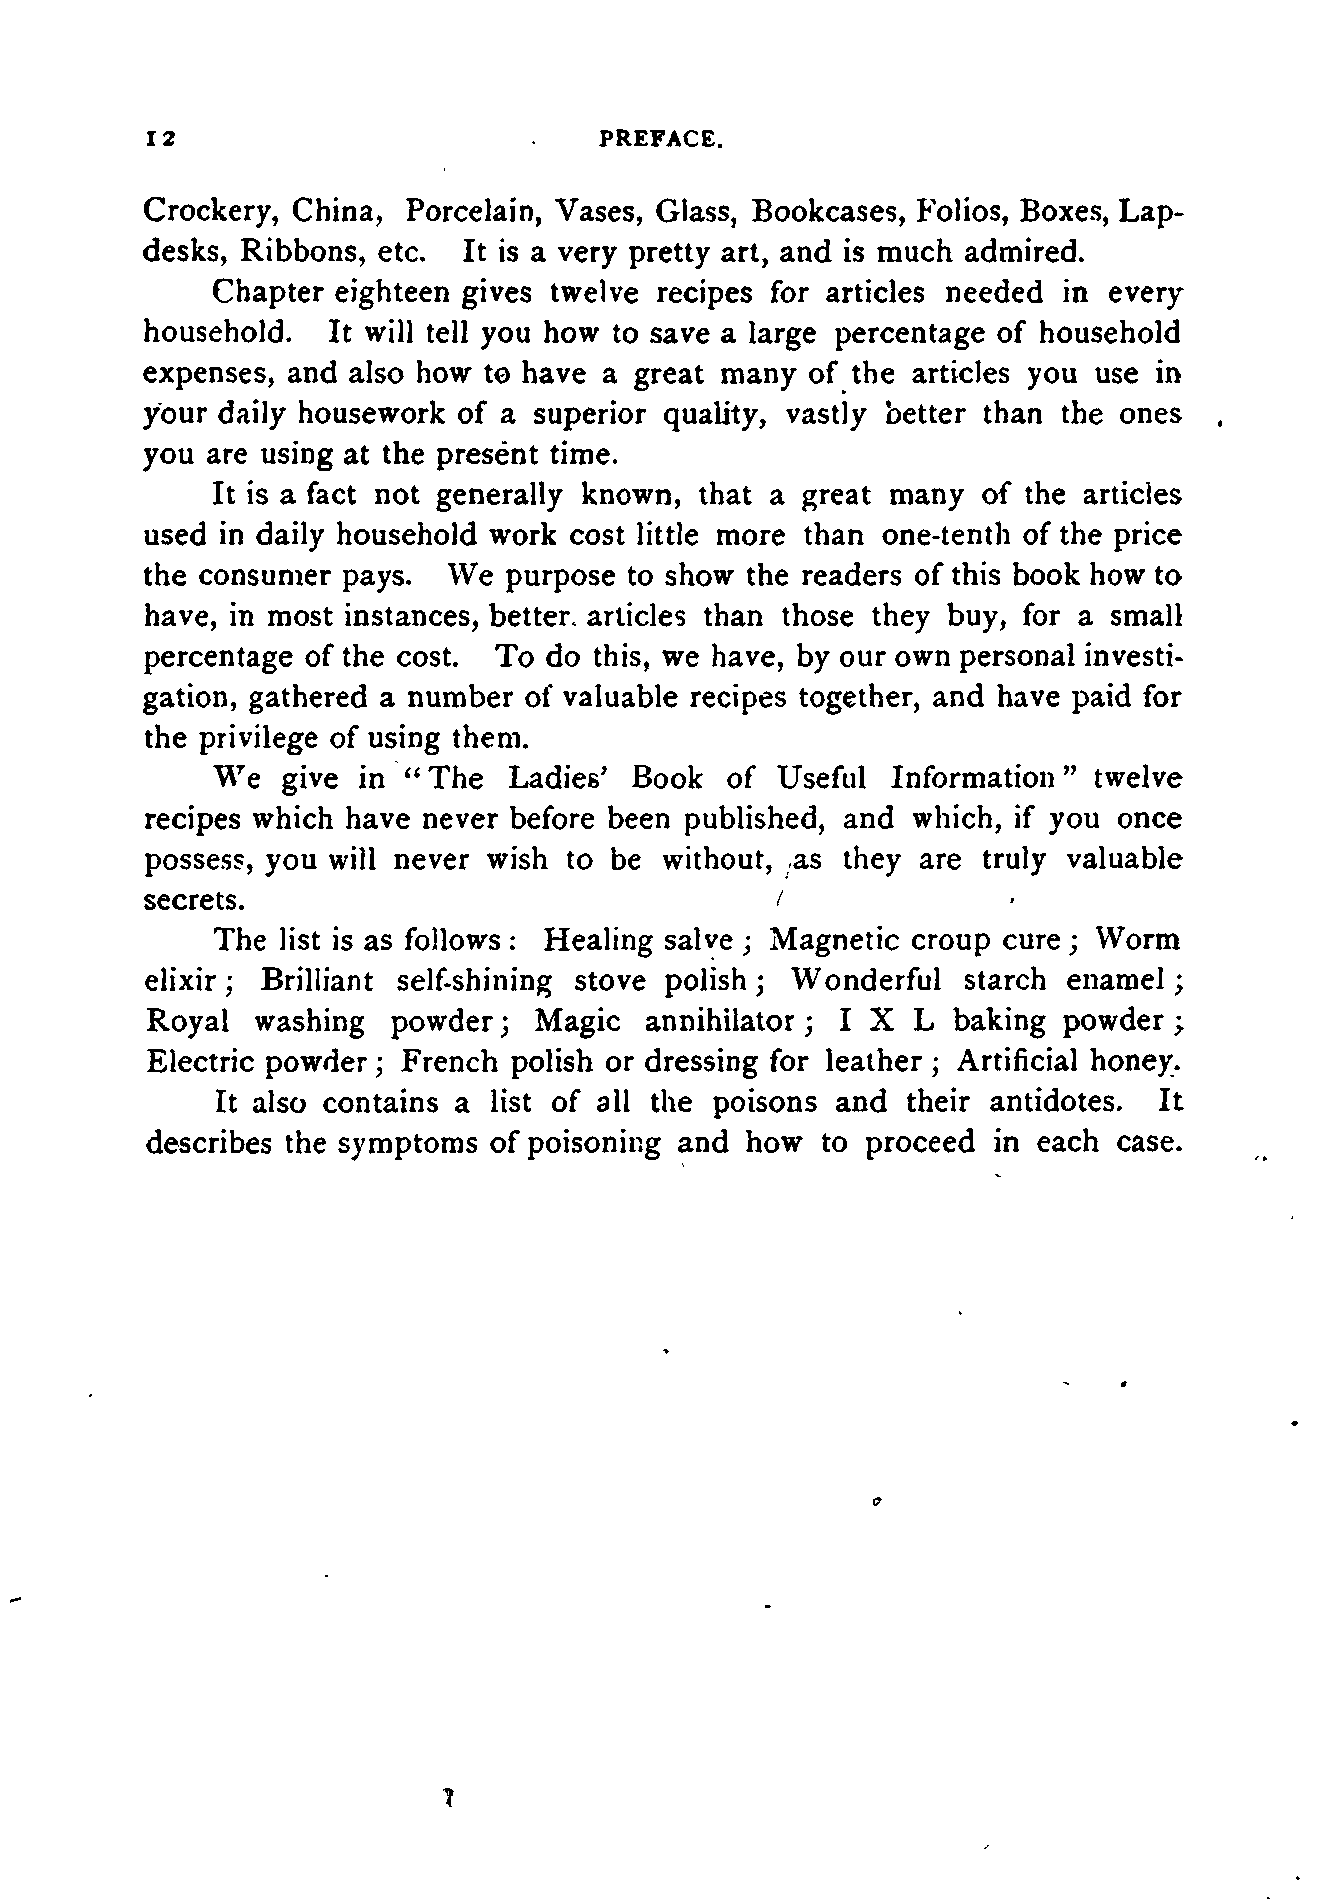 12 PREFACE.
Crockery, China, Porcelain, Vases, Glass, Bookcases, Folios, Boxes, Lap-
desks, Ribbons, etc. It is a very pretty art, and is much admired.
Chapter eighteen gives twelve recipes for articles needed in every
household. It will tell you how to save a large percentage of household
expenses, and also how to have a great many of the articles you use in
your daily housework of a superior quality, vastly better than the ones
you are using at the present time.
It is a fact not generally known, that a great many of the articles
used in daily household work cost little more than one-tenth of the price
the consumer pays. We purpose to show the readers of this book how to
have, in most instances, better articles than those they buy, for a small
percentage of the cost. To do this, we have, by our own personal investi-
gation, gathered a number of valuable recipes together, and have paid for
the privilege of using them.
We give in “The Ladies’ Book of Useful Information” twelve
recipes which have never before been published, and which, if you once
possess, you will never wish to be without, as they are truly valuable
secrets.
The list is as follows: Healing salve; Magnetic croup cure; Worm
elixir; Brilliant self-shining stove polish; Wonderful starch enamel;
Royal washing powder; Magic annihilator; I X L baking powder;
Electric powder; French polish or dressing for leather; Artificial honey.
It also contains a list of all the poisons and their antidotes. It
describes the symptoms of poisoning and how to proceed in each case.